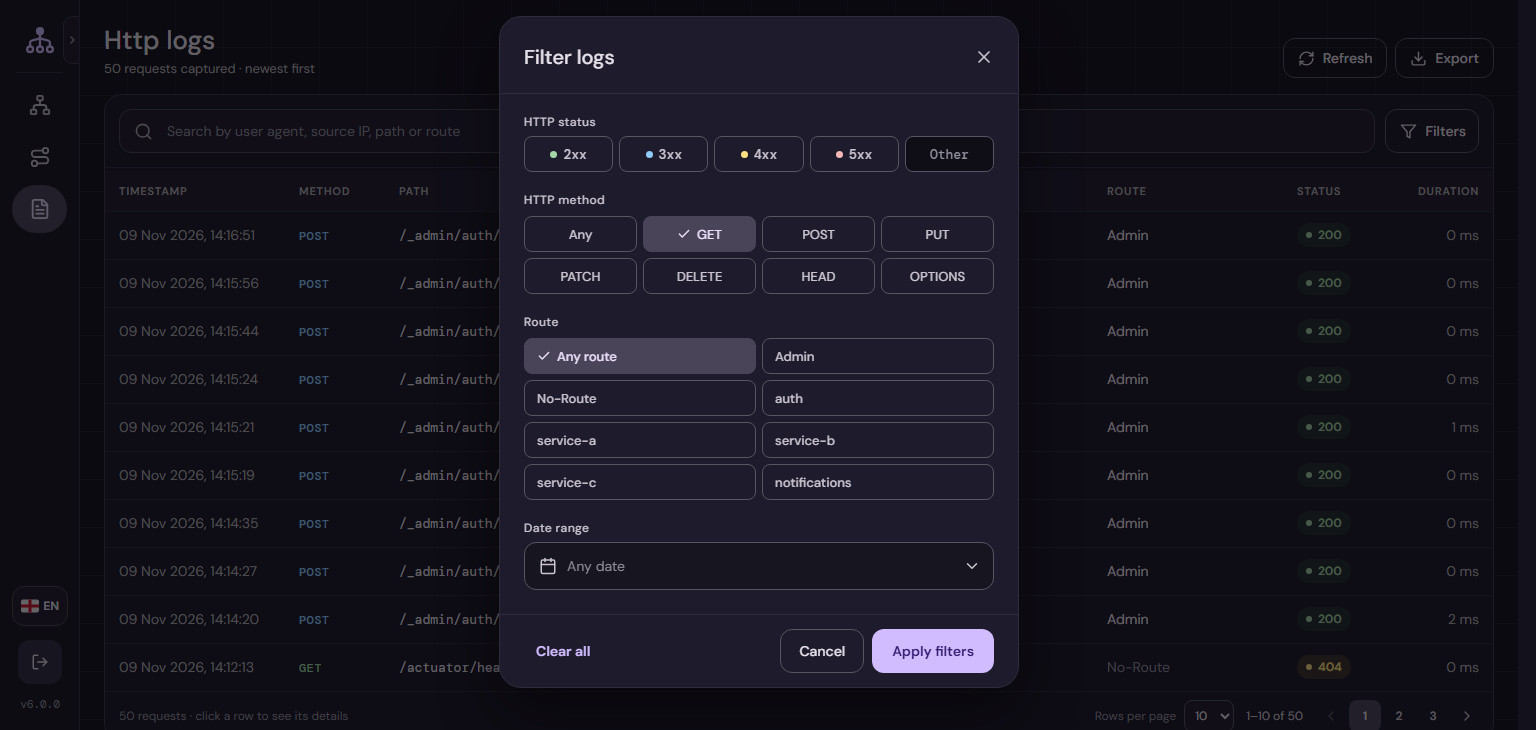 Http logs
50 requests captured · newest first
Refresh
Export
Search by user agent, source IP, path or route
Filters
TIMESTAMP METHOD PATH ROUTE STATUS DURATION
09 Nov 2026, 14:16:51 POST /_admin/auth/ Admin 200 0 ms
09 Nov 2026, 14:15:56 POST /_admin/auth/ Admin 200 0 ms
09 Nov 2026, 14:15:44 POST /_admin/auth/ Admin 200 0 ms
09 Nov 2026, 14:15:24 POST /_admin/auth/ Admin 200 0 ms
09 Nov 2026, 14:15:21 POST /_admin/auth/ Admin 200 1 ms
09 Nov 2026, 14:15:19 POST /_admin/auth/ Admin 200 0 ms
09 Nov 2026, 14:14:35 POST /_admin/auth/ Admin 200 0 ms
09 Nov 2026, 14:14:27 POST /_admin/auth/ Admin 200 0 ms
09 Nov 2026, 14:14:20 POST /_admin/auth/ Admin 200 2 ms
09 Nov 2026, 14:12:13 GET /actuator/hea No-Route 404 0 ms
50 requests · click a row to see its details
Rows per page 10 1–10 of 50 1 2 3
EN
v6.0.0
Filter logs
HTTP status
2xx 3xx 4xx 5xx Other
HTTP method
Any GET POST PUT
PATCH DELETE HEAD OPTIONS
Route
Any route Admin
No-Route auth
service-a service-b
service-c notifications
Date range
Any date
Clear all Cancel Apply filters